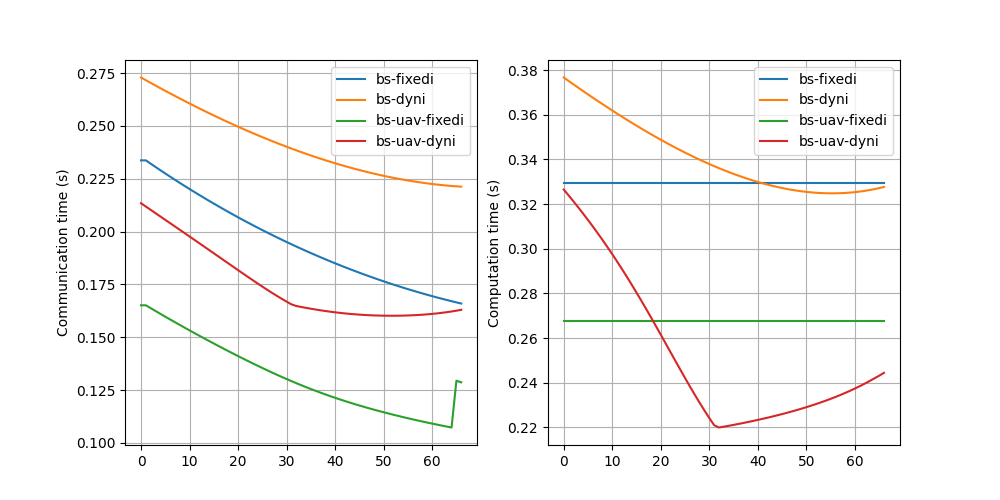 Communication time (s)
0.275
0.250
0.225
0.200
0.175
0.150
0.125
0.100
0 10 20 30 40 50 60
bs-fixedi
bs-dyni
bs-uav-fixedi
bs-uav-dyni
Computation time (s)
0.38
0.36
0.34
0.32
0.30
0.28
0.26
0.24
0.22
0 10 20 30 40 50 60
bs-fixedi
bs-dyni
bs-uav-fixedi
bs-uav-dyni